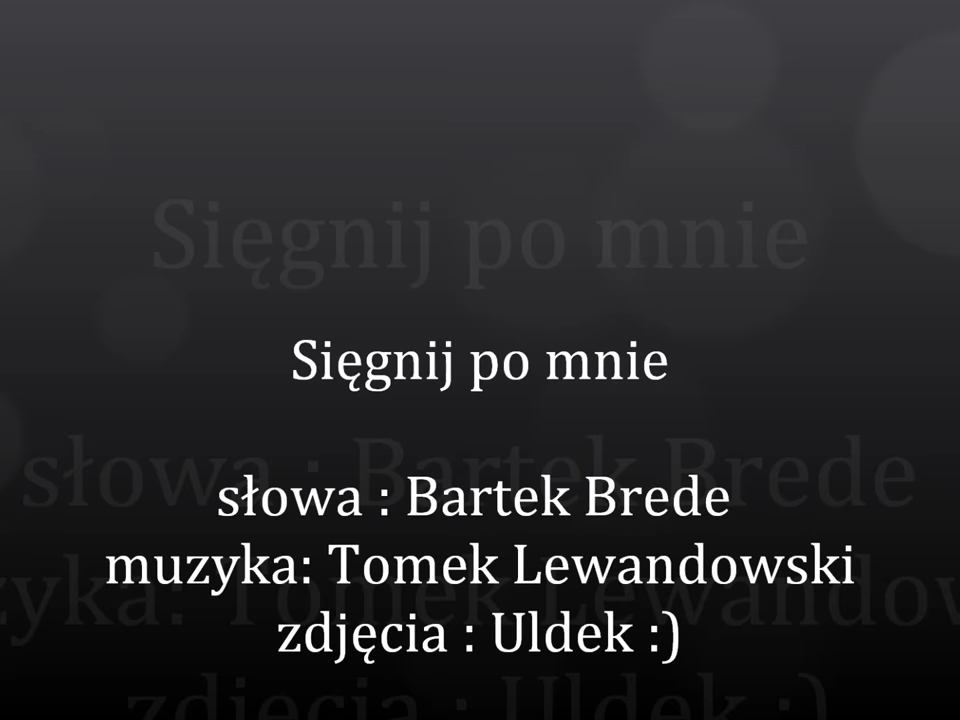 Sięgnij po mnie
słowa : Bartek Brede
muzyka: Tomek Lewandowski
zdjęcia : Uldek :)